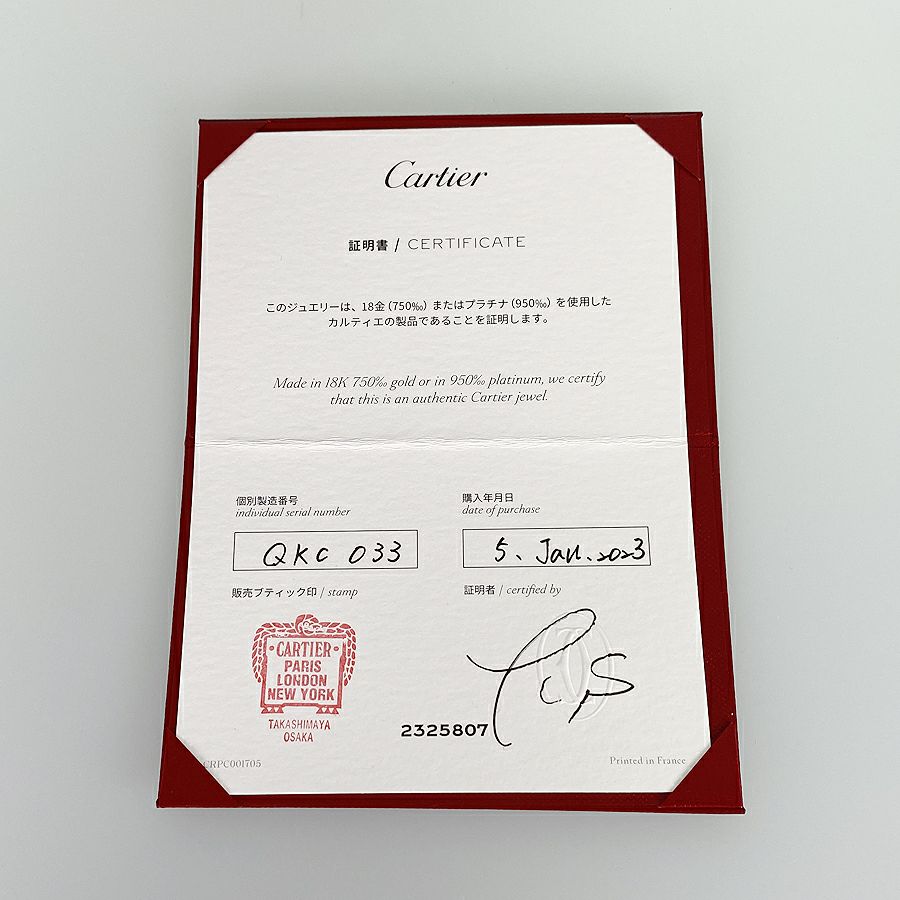 Cartier
証明書 / CERTIFICATE
このジュエリーは、18金(750‰)またはプラチナ(950‰)を使用した
カルティエの製品であることを証明します。
Made in 18K 750‰ gold or in 950‰ platinum, we certify
that this is an authentic Cartier jewel.
個別製造番号
individual serial number
QKC 033
購入年月日
date of purchase
5. Jan. 2023
販売ブティック印 / stamp
CARTIER
PARIS
LONDON
NEW YORK
TAKASHIMAYA
OSAKA
証明者 / certified by
2325807
CRPC001705
Printed in France